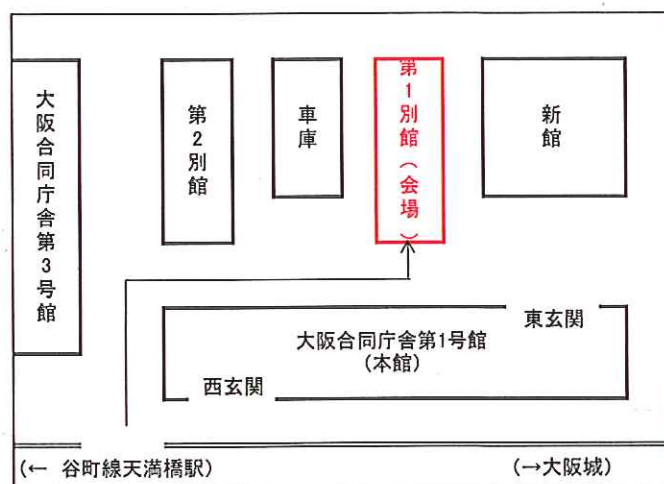 大阪合同庁舎第3号館
第2別館
車庫
第1別館（会場）
新館
東玄関
大阪合同庁舎第1号館
(本館)
西玄関
(← 谷町線天満橋駅)
(→大阪城)